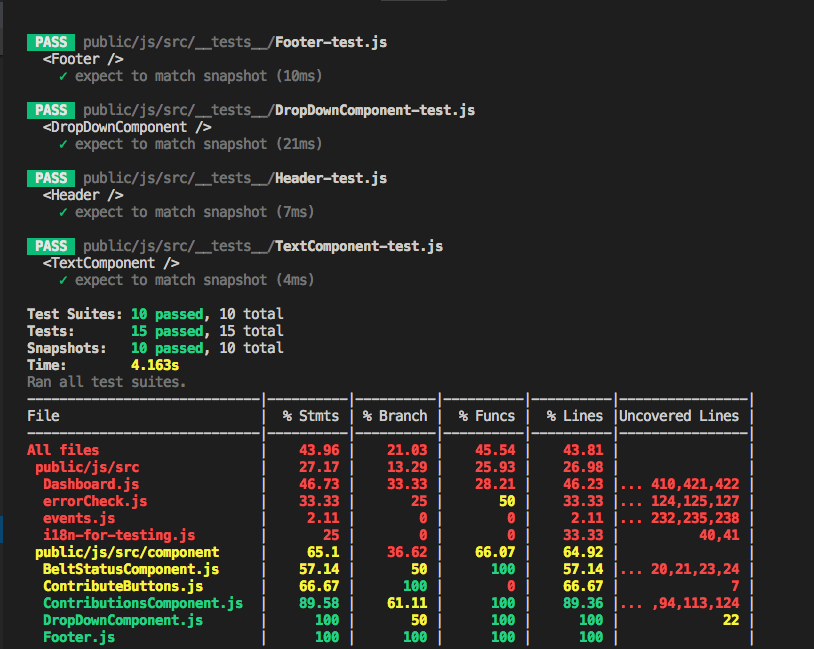 PASS public/js/src/__tests__/Footer-test.js
<Footer />
✓ expect to match snapshot (10ms)
PASS public/js/src/__tests__/DropDownComponent-test.js
<DropDownComponent />
✓ expect to match snapshot (21ms)
PASS public/js/src/__tests__/Header-test.js
<Header />
✓ expect to match snapshot (7ms)
PASS public/js/src/__tests__/TextComponent-test.js
<TextComponent />
✓ expect to match snapshot (4ms)
Test Suites: 10 passed, 10 total
Tests: 15 passed, 15 total
Snapshots: 10 passed, 10 total
Time: 4.163s
Ran all test suites.
-----------------------------|----------|----------|----------|----------|----------------|
File | % Stmts | % Branch | % Funcs | % Lines |Uncovered Lines |
-----------------------------|----------|----------|----------|----------|----------------|
All files | 43.96 | 21.03 | 45.54 | 43.81 | |
public/js/src | 27.17 | 13.29 | 25.93 | 26.98 | |
Dashboard.js | 46.73 | 33.33 | 28.21 | 46.23 |... 410,421,422 |
errorCheck.js | 33.33 | 25 | 50 | 33.33 |... 124,125,127 |
events.js | 2.11 | 0 | 0 | 2.11 |... 232,235,238 |
i18n-for-testing.js | 25 | 0 | 0 | 33.33 | 40,41 |
public/js/src/component | 65.1 | 36.62 | 66.07 | 64.92 | |
BeltStatusComponent.js | 57.14 | 50 | 100 | 57.14 |... 20,21,23,24 |
ContributeButtons.js | 66.67 | 100 | 0 | 66.67 | 7 |
ContributionsComponent.js | 89.58 | 61.11 | 100 | 89.36 |... ,94,113,124 |
DropDownComponent.js | 100 | 50 | 100 | 100 | 22 |
Footer.js | 100 | 100 | 100 | 100 | |